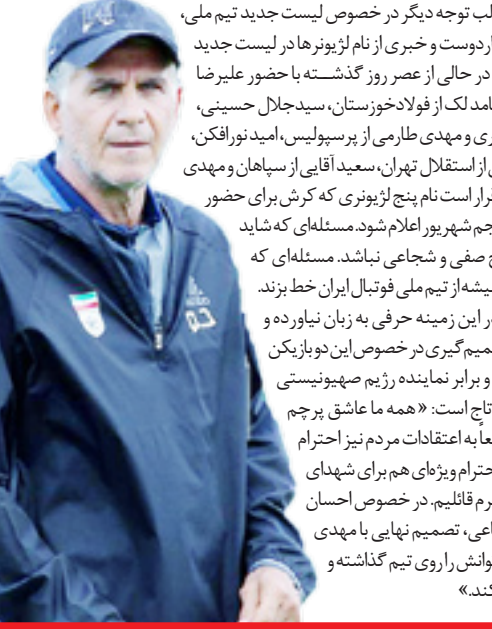 لب توجه دیگر در خصوص لیست جدید تیم ملی،
اردوست و خبری از نام لژیونرها در لیست جدید
در حالی از عصر روز گذشته با حضور علیرضا
امد لک از فولادخوزستان، سیدجلال حسینی،
ری و مهدی طارمی از پرسپولیس، امید نورافکن،
از استقلال تهران، سعید آقایی از سپاهان و مهدی
قرار است نام پنج لژیونری که کرش برای حضور
جم شهریور اعلام شود. مسئله‌ای که شاید
صفی و شجاعی نباشد. مسئله‌ای که
یشه از تیم ملی فوتبال ایران خط بزند.
ر این زمینه حرفی به زبان نیاورده و
میم‌گیری در خصوص این دو بازیکن
و برابر نماینده رژیم صهیونیستی
تاج است: «همه ما عاشق پرچم
عاً به اعتقادات مردم نیز احترام
حترام ویژه‌ای هم برای شهدای
رم قائلیم. در خصوص احسان
اعی، تصمیم نهایی با مهدی
وانش را روی تیم گذاشته و
کند.»